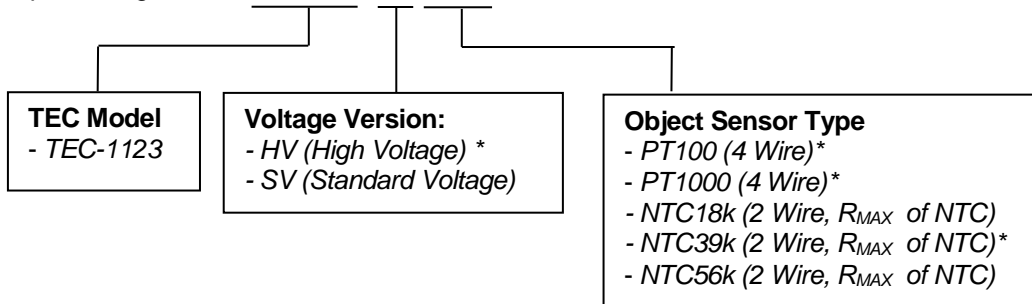 TEC Model
- TEC-1123
Voltage Version:
- HV (High Voltage) *
- SV (Standard Voltage)
Object Sensor Type
- PT100 (4 Wire)*
- PT1000 (4 Wire)*
- NTC18k (2 Wire, RMAX of NTC)
- NTC39k (2 Wire, RMAX of NTC)*
- NTC56k (2 Wire, RMAX of NTC)